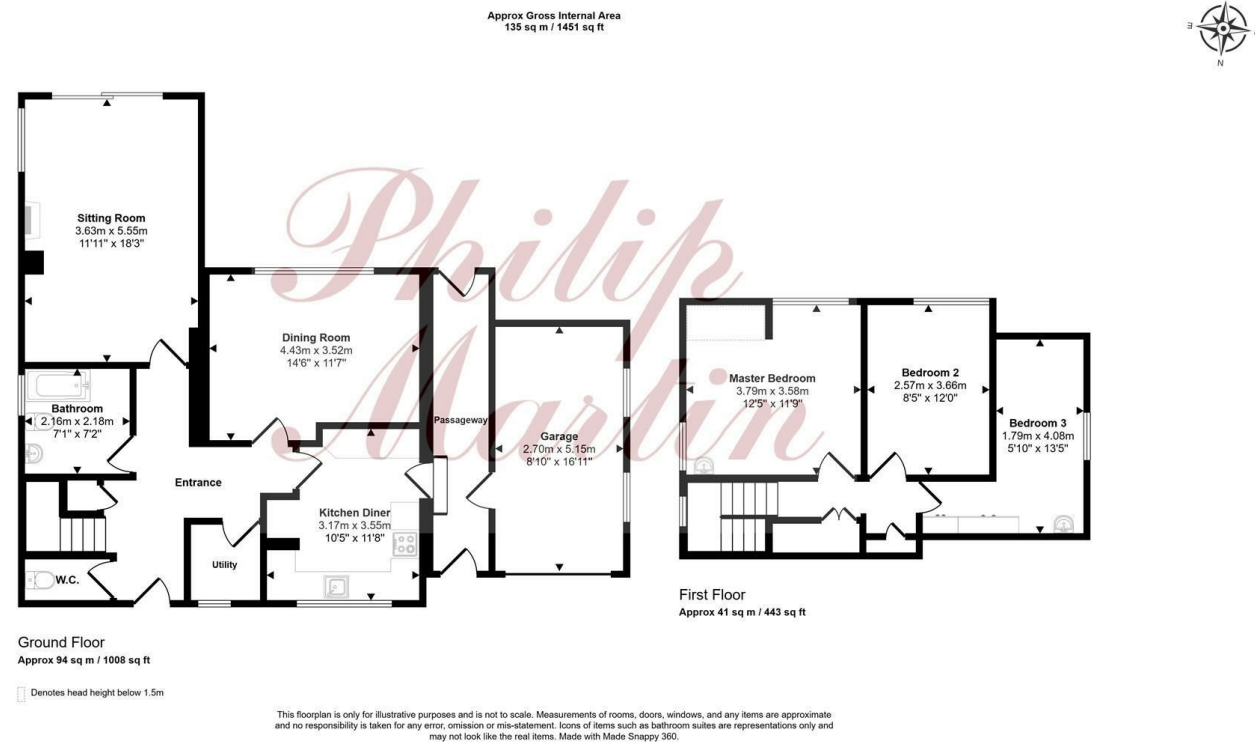 Approx Gross Internal Area
135 sq m / 1451 sq ft
E
N
Sitting Room
3.63m x 5.55m
11'11" x 18'3"
Dining Room
4.43m x 3.52m
14'6" x 11'7"
Bathroom
2.16m x 2.18m
7'1" x 7'2"
Entrance
Kitchen Diner
3.17m x 3.55m
10'5" x 11'8"
Utility
W.C.
Passageway
Garage
2.70m x 5.15m
8'10" x 16'11"
Master Bedroom
3.79m x 3.58m
12'5" x 11'9"
Bedroom 2
2.57m x 3.66m
8'5" x 12'0"
Bedroom 3
1.79m x 4.08m
5'10" x 13'5"
Philip
Martin
Ground Floor
Approx 94 sq m / 1008 sq ft
First Floor
Approx 41 sq m / 443 sq ft
Denotes head height below 1.5m
This floorplan is only for illustrative purposes and is not to scale. Measurements of rooms, doors, windows, and any items are approximate
and no responsibility is taken for any error, omission or mis-statement. Icons of items such as bathroom suites are representations only and
may not look like the real items. Made with Made Snappy 360.